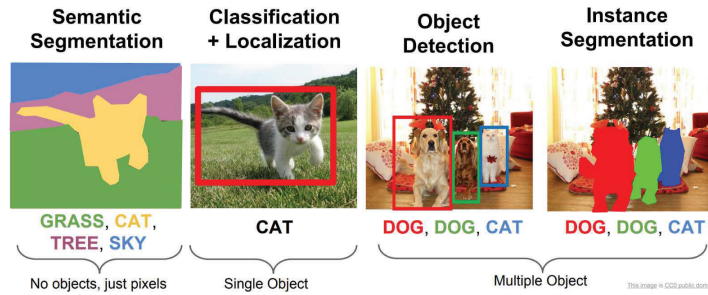 Semantic
Segmentation
Classification
+ Localization
Object
Detection
Instance
Segmentation
GRASS, CAT,
TREE, SKY
CAT
DOG, DOG, CAT
DOG, DOG, CAT
No objects, just pixels
Single Object
Multiple Object
This image is CC0 public dom